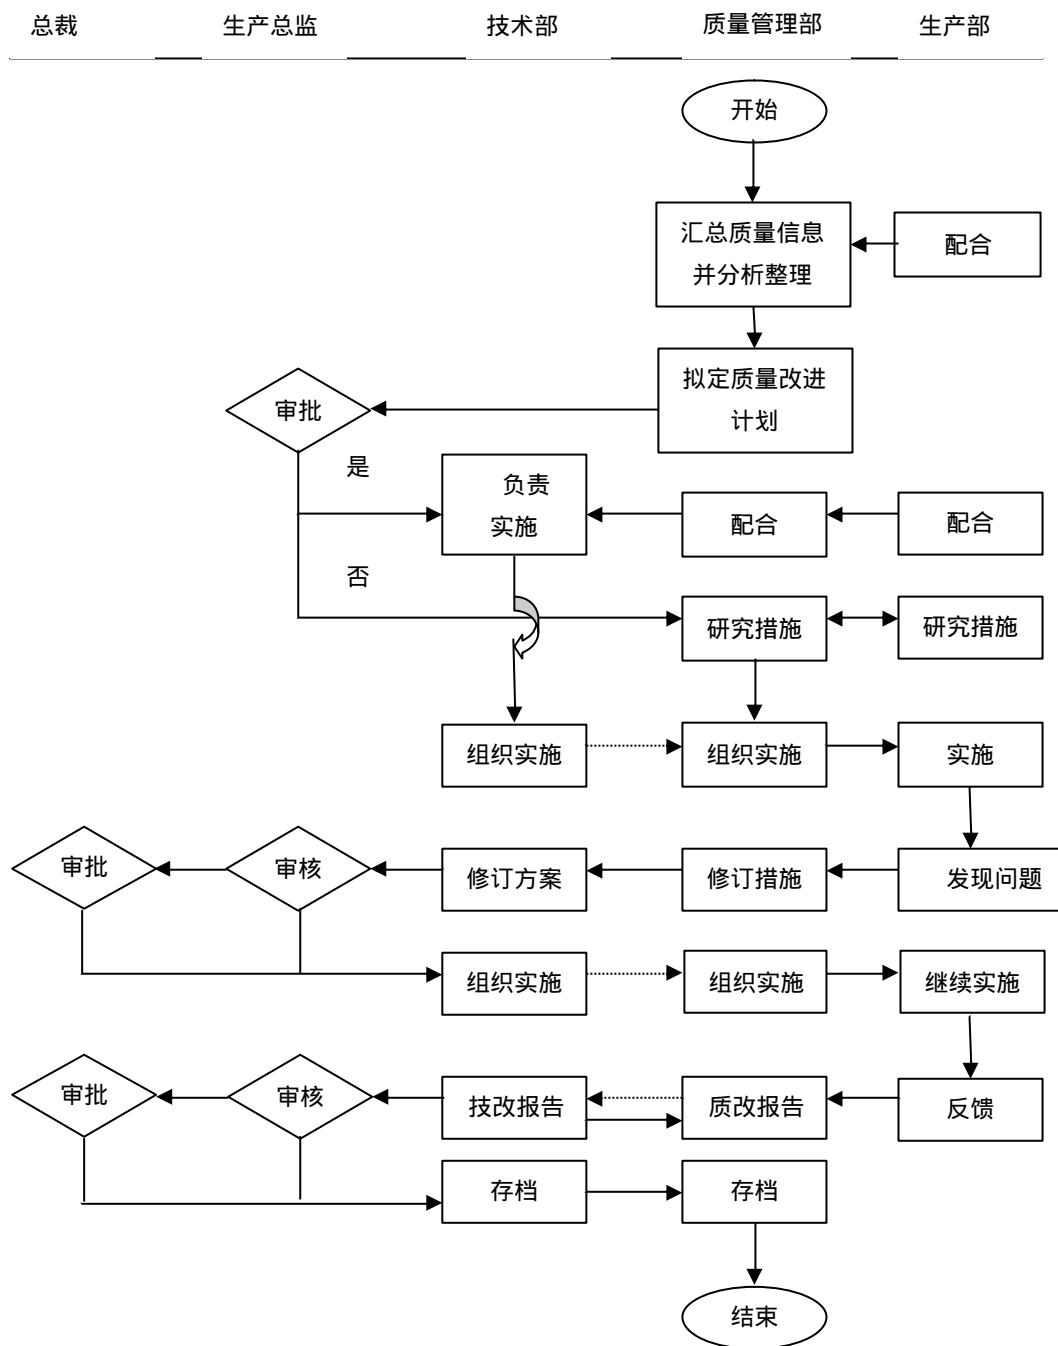 总裁
生产总监
技术部
质量管理部
生产部
开始
汇总质量信息
并分析整理
配合
拟定质量改进
计划
审批
是
负责
实施
配合
配合
否
研究措施
研究措施
组织实施
组织实施
实施
审批
审核
修订方案
修订措施
发现问题
组织实施
组织实施
继续实施
审批
审核
技改报告
质改报告
反馈
存档
存档
结束